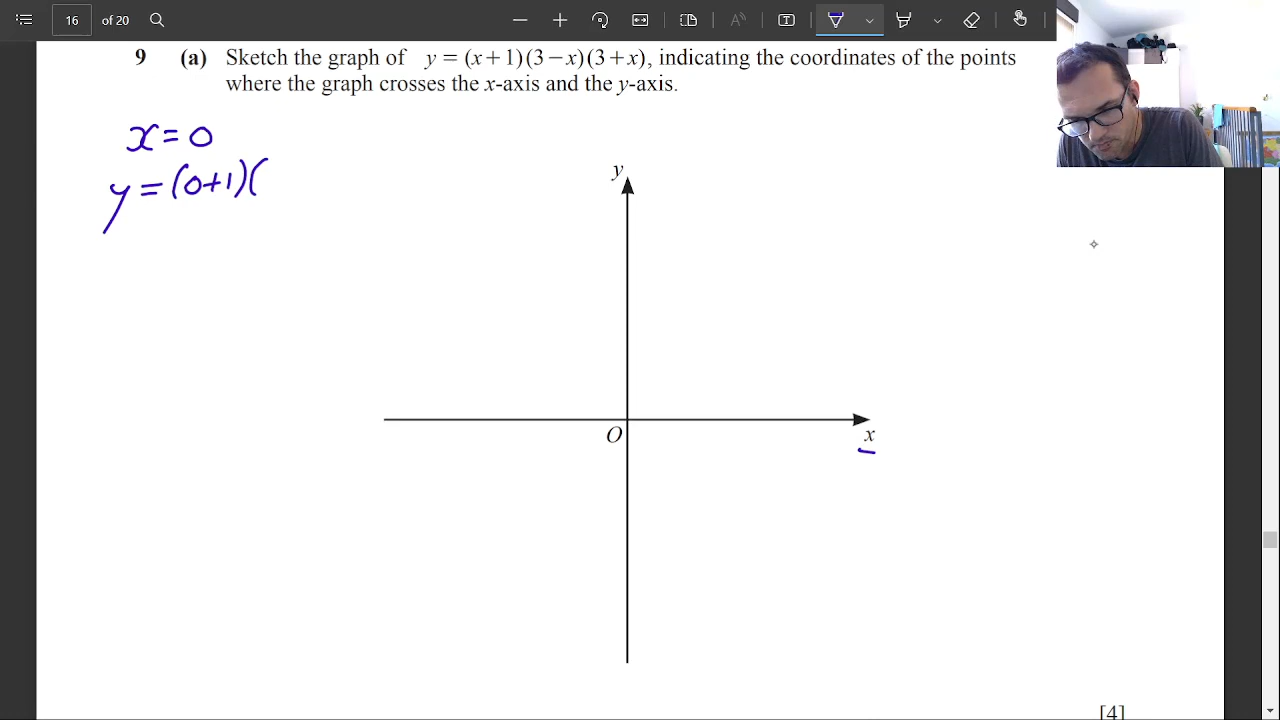 16 of 20
9 (a) Sketch the graph of y = (x + 1)(3 − x)(3 + x), indicating the coordinates of the points
where the graph crosses the x-axis and the y-axis.
x = 0
y = (0+1)(
y
O
x
[4]